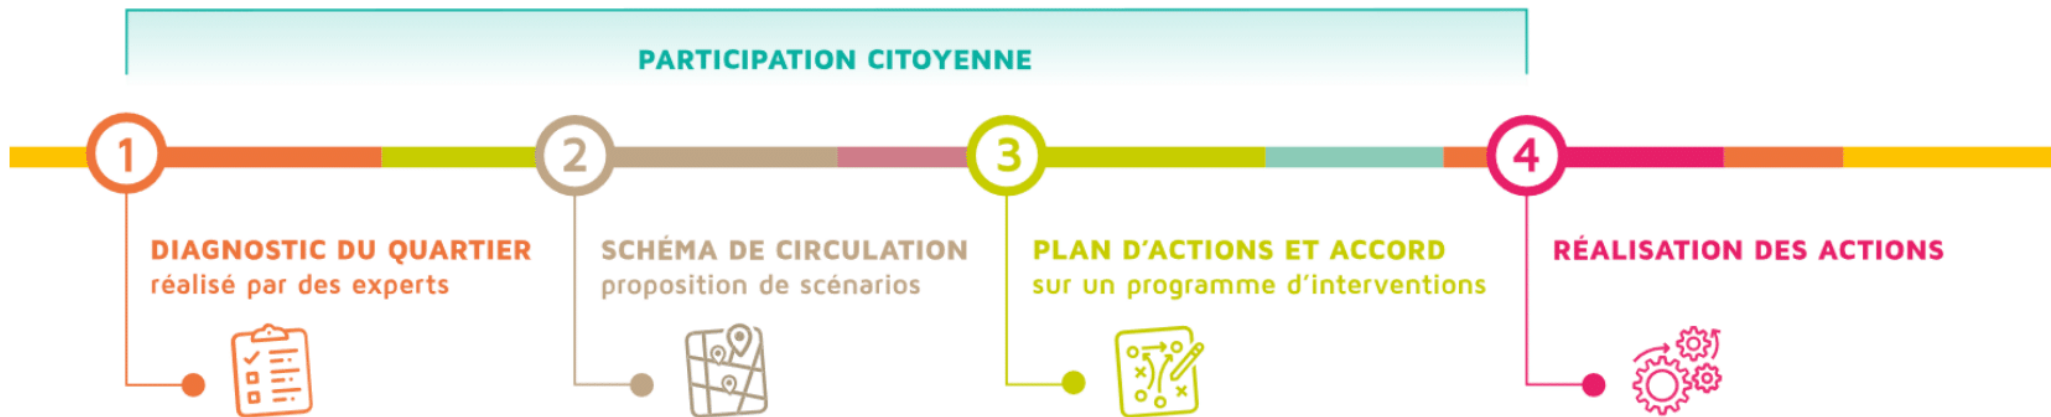 PARTICIPATION CITOYENNE
1
2
3
4
DIAGNOSTIC DU QUARTIER
réalisé par des experts
SCHÉMA DE CIRCULATION
proposition de scénarios
PLAN D'ACTIONS ET ACCORD
sur un programme d'interventions
RÉALISATION DES ACTIONS